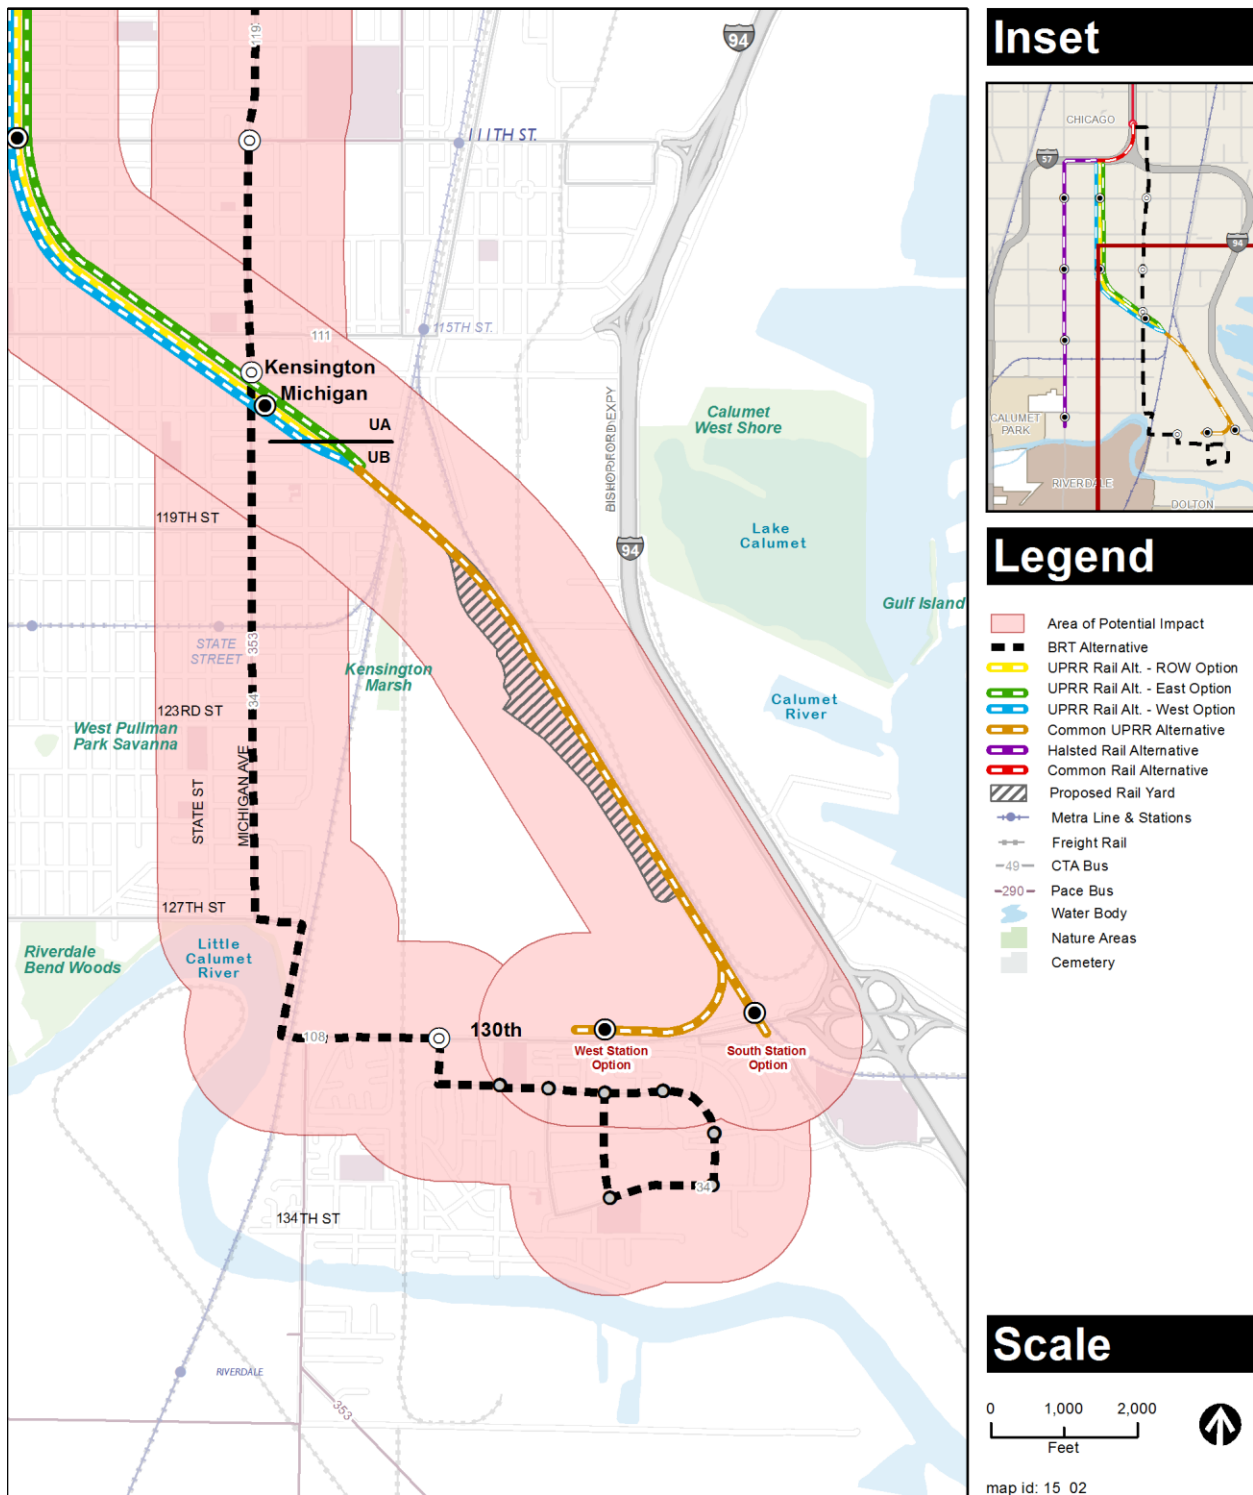 119
94
111TH ST.
115TH ST.
111
Kensington
Michigan
UA
UB
BISHOP FORD EXPY
Calumet
West Shore
Lake
Calumet
94
Gulf Island
119TH ST
353
STATE
STREET
34
Kensington
Marsh
Calumet
River
123RD ST
West Pullman
Park Savanna
STATE ST
MICHIGAN AVE
127TH ST
Riverdale
Bend Woods
Little
Calumet
River
108
130th
West Station
Option
South Station
Option
34
134TH ST
RIVERDALE
353
Inset
CHICAGO
57
94
CALUMET
PARK
RIVERDALE
DOLTON
Legend
Area of Potential Impact
BRT Alternative
UPRR Rail Alt. - ROW Option
UPRR Rail Alt. - East Option
UPRR Rail Alt. - West Option
Common UPRR Alternative
Halsted Rail Alternative
Common Rail Alternative
Proposed Rail Yard
Metra Line & Stations
Freight Rail
49 CTA Bus
290 Pace Bus
Water Body
Nature Areas
Cemetery
Scale
0 1,000 2,000
Feet
map id: 15_02